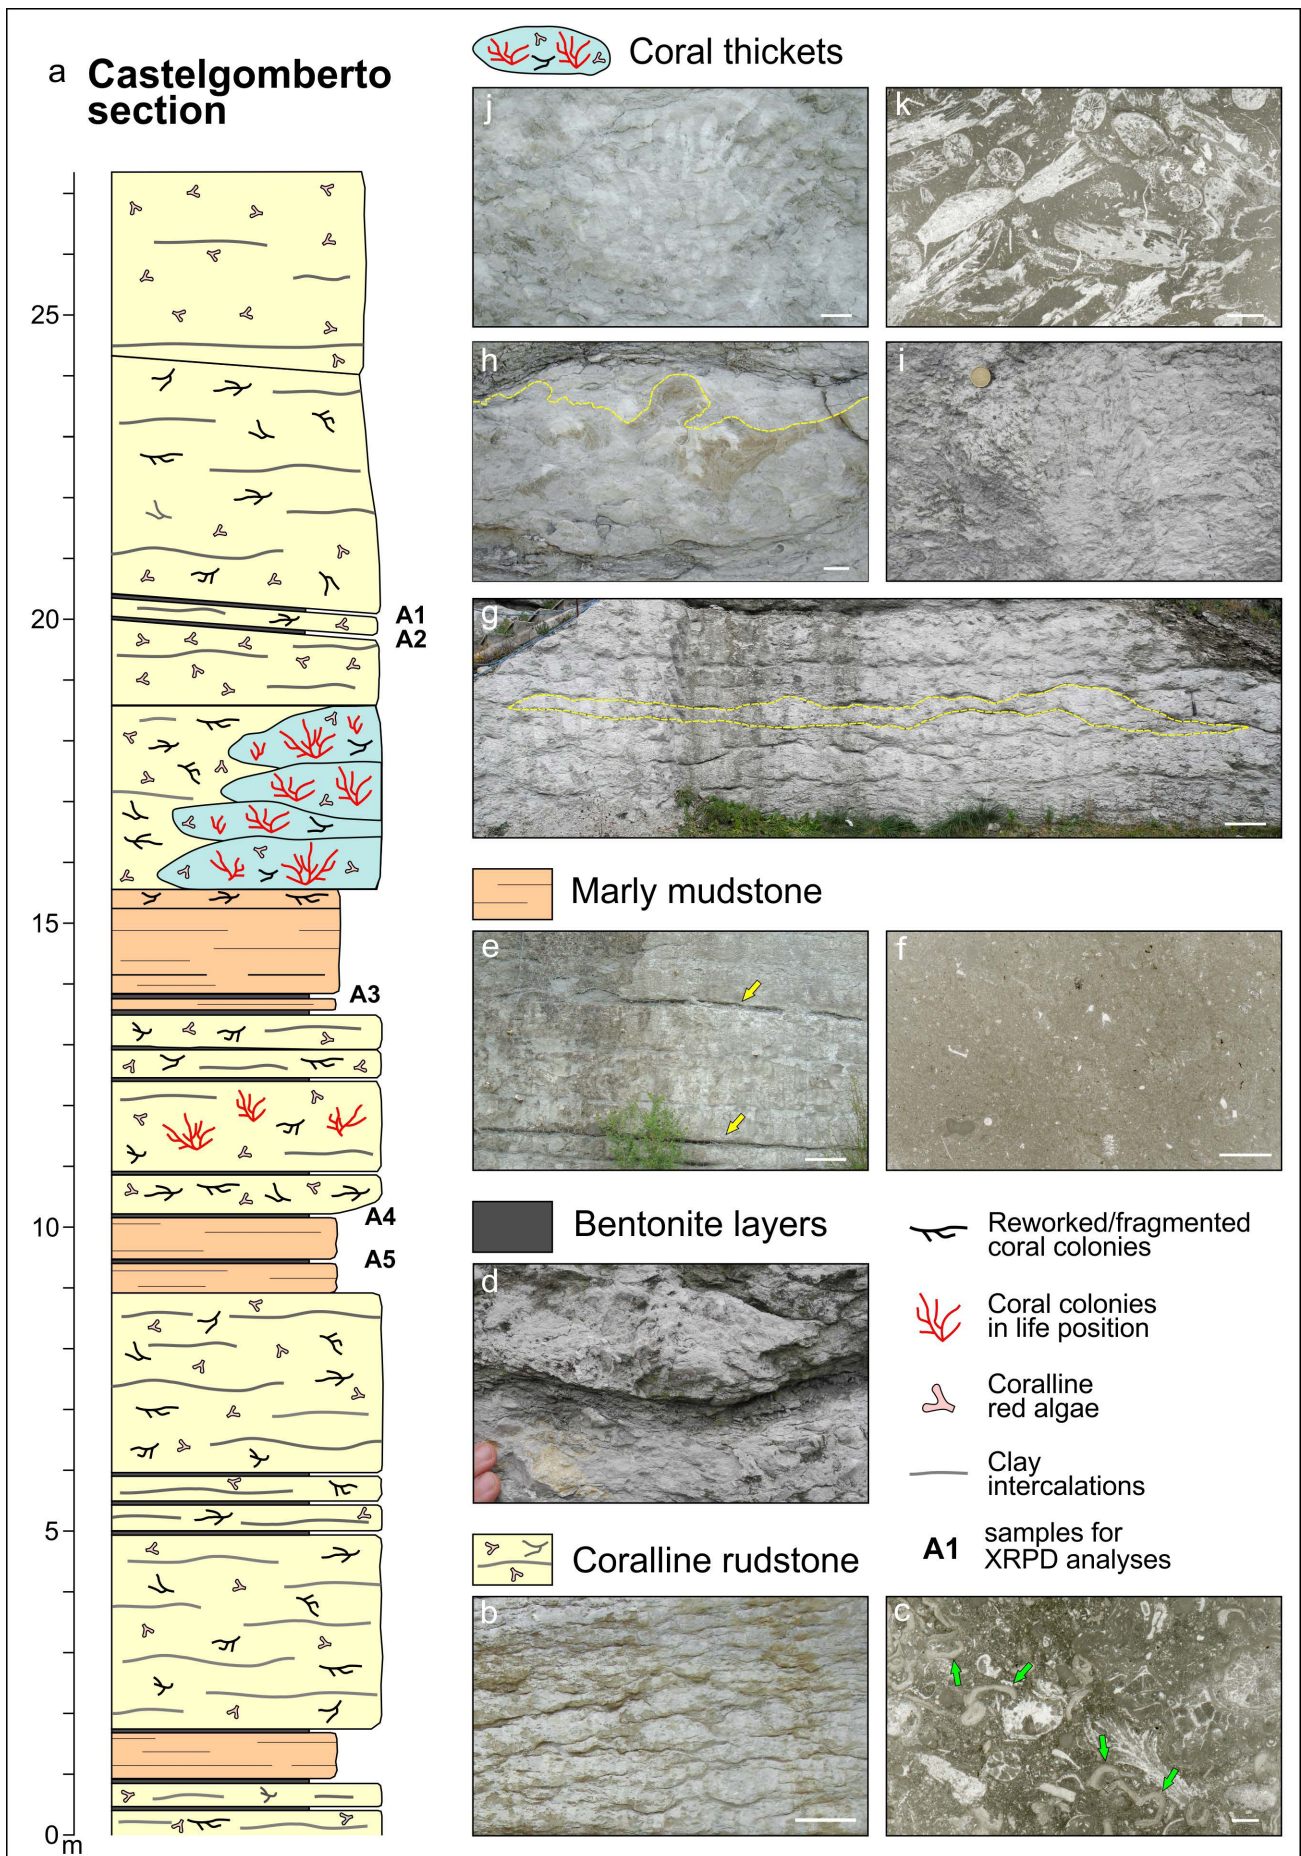 a Castelgomberto
section
25
20
15
10
5
0
m
A1
A2
A3
A4
A5
Coral thickets
j
k
h
i
g
Marly mudstone
e
f
Bentonite layers
d
Reworked/fragmented
coral colonies
Coral colonies
in life position
Coralline
red algae
Clay
intercalations
A1 samples for
XRPD analyses
Coralline rudstone
b
c